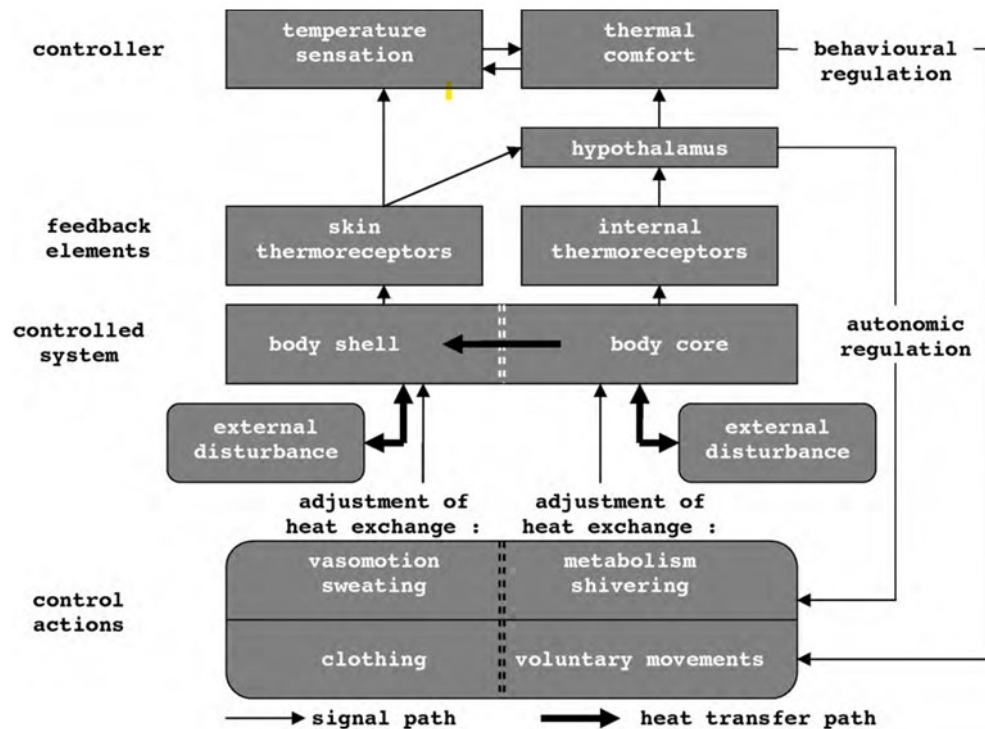 controller
temperature
sensation
thermal
comfort
behavioural
regulation
hypothalamus
feedback
elements
skin
thermoreceptors
internal
thermoreceptors
controlled
system
body shell
body core
autonomic
regulation
external
disturbance
external
disturbance
adjustment of
heat exchange :
adjustment of
heat exchange :
control
actions
vasomotion
sweating
metabolism
shivering
clothing
voluntary movements
signal path
heat transfer path